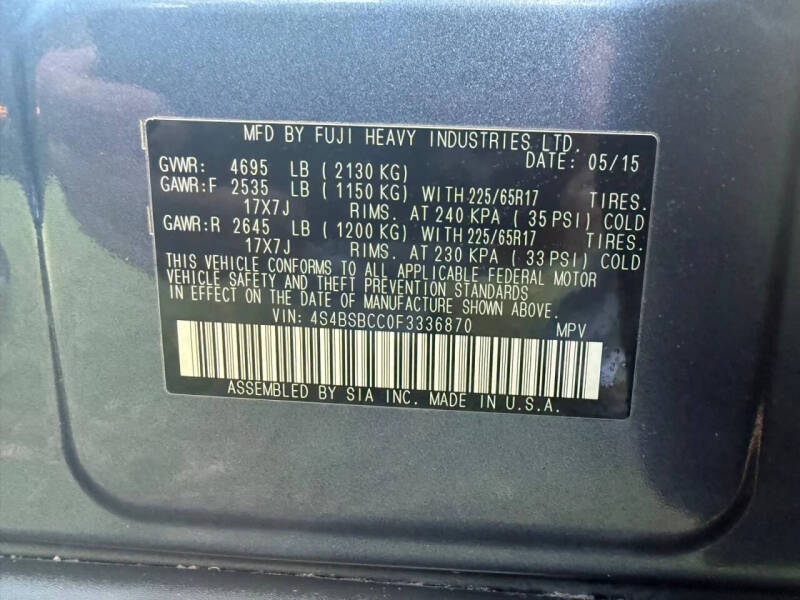 MFD BY FUJI HEAVY INDUSTRIES LTD.
DATE: 05/15
GVWR: 4695 LB (2130 KG)
GAWR:F 2535 LB (1150 KG) WITH 225/65R17 TIRES.
17X7J RIMS. AT 240 KPA (35 PSI) COLD
GAWR:R 2645 LB (1200 KG) WITH 225/65R17 TIRES.
17X7J RIMS. AT 230 KPA (33 PSI) COLD
THIS VEHICLE CONFORMS TO ALL APPLICABLE FEDERAL MOTOR
VEHICLE SAFETY AND THEFT PREVENTION STANDARDS
IN EFFECT ON THE DATE OF MANUFACTURE SHOWN ABOVE.
VIN: 4S4BSBCC0F3336870 MPV
ASSEMBLED BY SIA INC. MADE IN U.S.A.